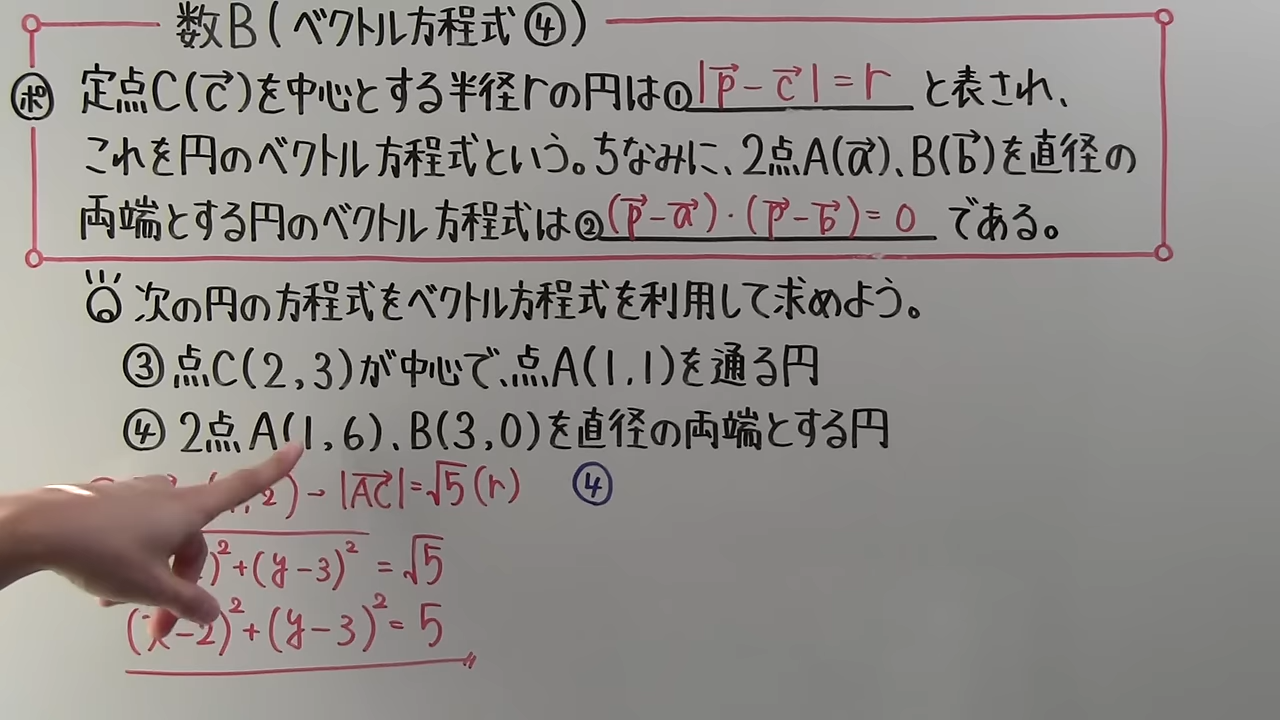 数B(ベクトル方程式④)
ポ 定点C(c→)を中心とする半径rの円は①|p→-c→|=r と表され、
これを円のベクトル方程式という。ちなみに、2点A(a→)、B(b→)を直径の
両端とする円のベクトル方程式は②(p→-a→)・(p→-b→)=0 である。
次の円の方程式をベクトル方程式を利用して求めよう。
③点C(2,3)が中心で、点A(1,1)を通る円
④ 2点A(1,6)、B(3,0)を直径の両端とする円
2)→|AC→|=√5(r) ④
)²+(y-3)²=√5
(x-2)²+(y-3)²=5